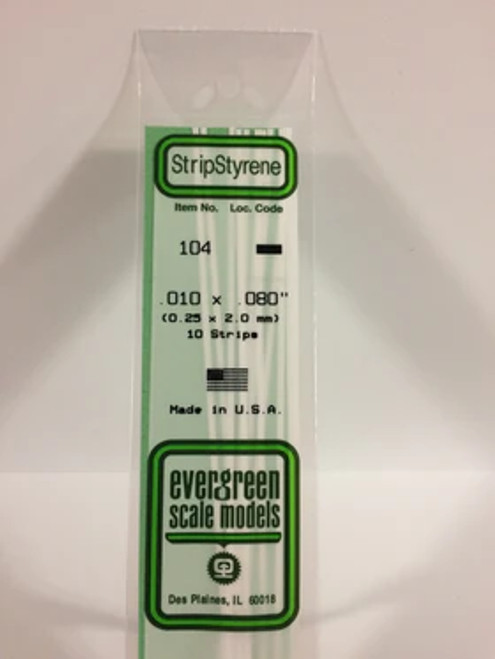 StripStyrene
Item No. Loc. Code
104
.010 x .080"
(0.25 x 2.0 mm)
10 Strips
Made in U.S.A.
evergreen
scale models
Des Plaines, IL 60018